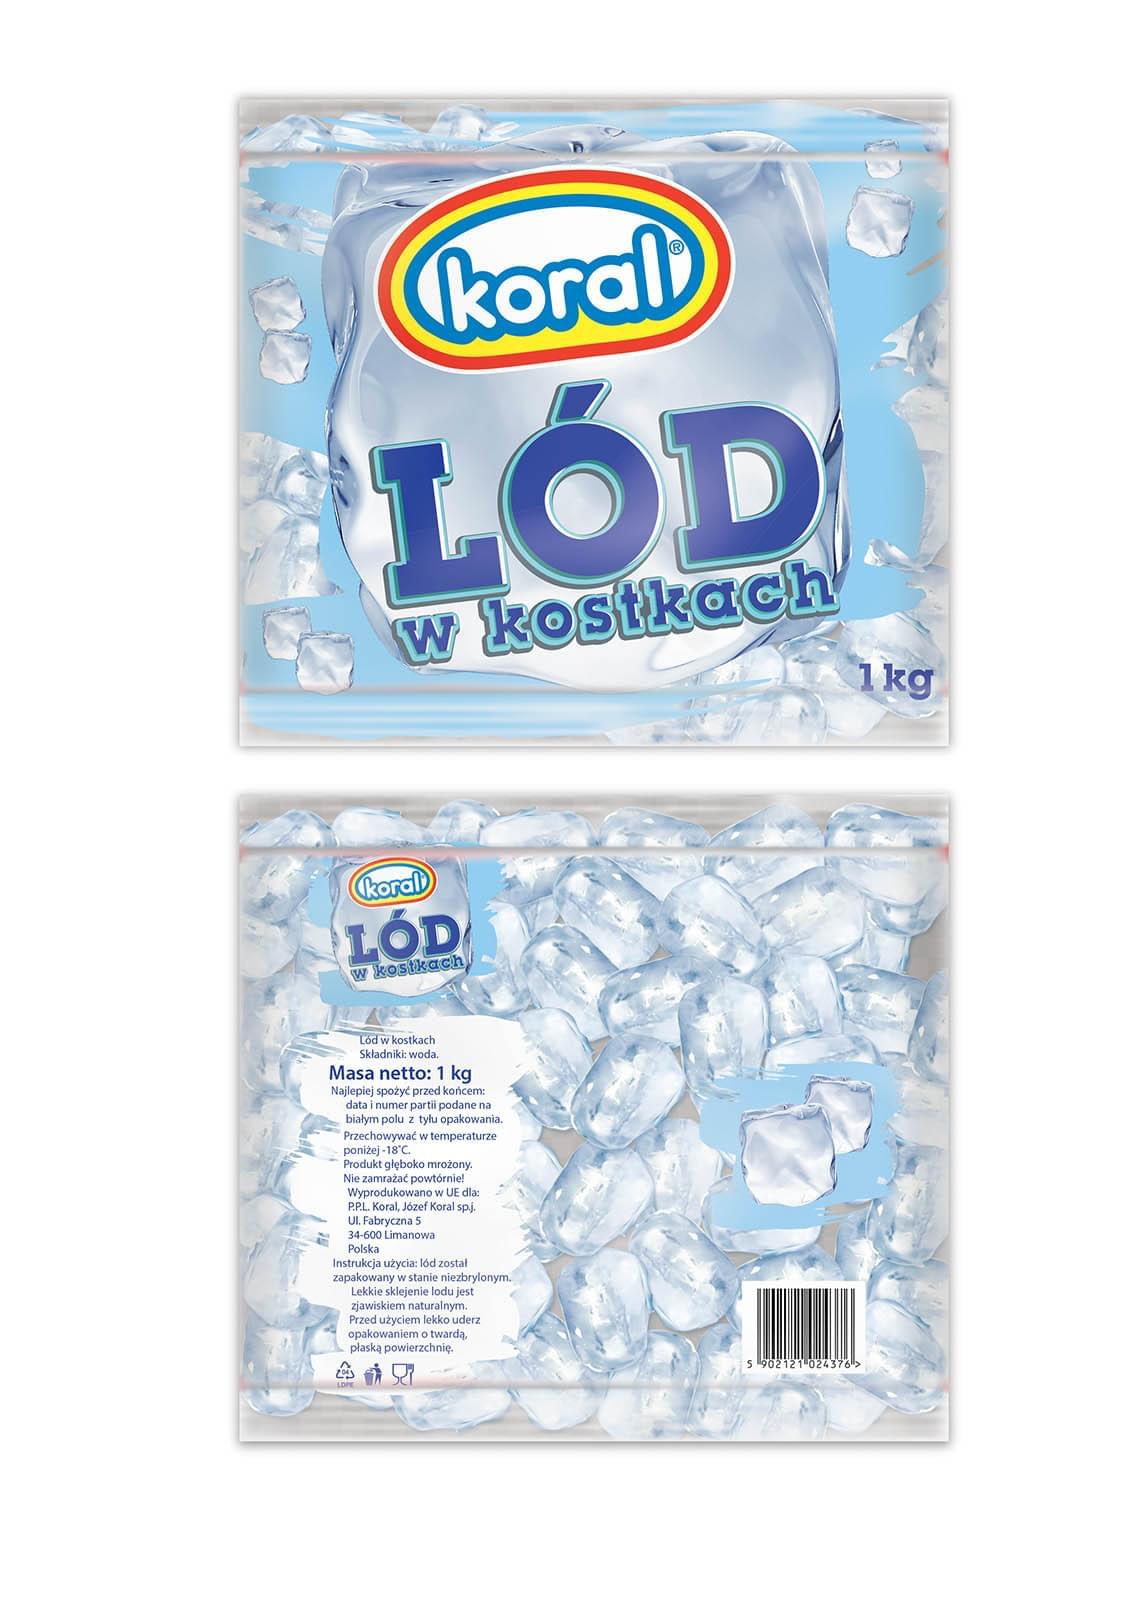 koral®
LÓD
w kostkach
1 kg
koral
LÓD
w kostkach
Lód w kostkach
Składniki: woda.
Masa netto: 1 kg
Najlepiej spożyć przed końcem:
data i numer partii podane na
białym polu z tyłu opakowania.
Przechowywać w temperaturze
poniżej -18°C.
Produkt głęboko mrożony.
Nie zamrażać powtórnie!
Wyprodukowano w UE dla:
P.P.L. Koral, Józef Koral sp.j.
Ul. Fabryczna 5
34-600 Limanowa
Polska
Instrukcja użycia: lód został
zapakowany w stanie niezbrylonym.
Lekkie sklejenie lodu jest
zjawiskiem naturalnym.
Przed użyciem lekko uderz
opakowaniem o twardą,
płaską powierzchnię.
04
LDPE
5 902121 024376 >